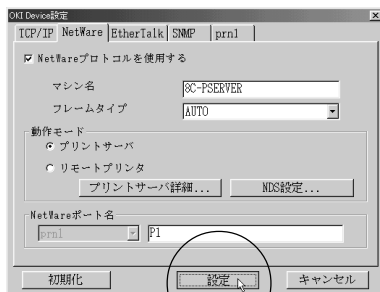 OKI Device設定
TCP/IP NetWare EtherTalk SNMP prn1
NetWareプロトコルを使用する
マシン名 8C-PSERVER
フレームタイプ AUTO
動作モード
プリントサーバ
リモートプリンタ
プリントサーバ詳細... NDS設定...
NetWareポート名
prn1 P1
初期化 設定 キャンセル